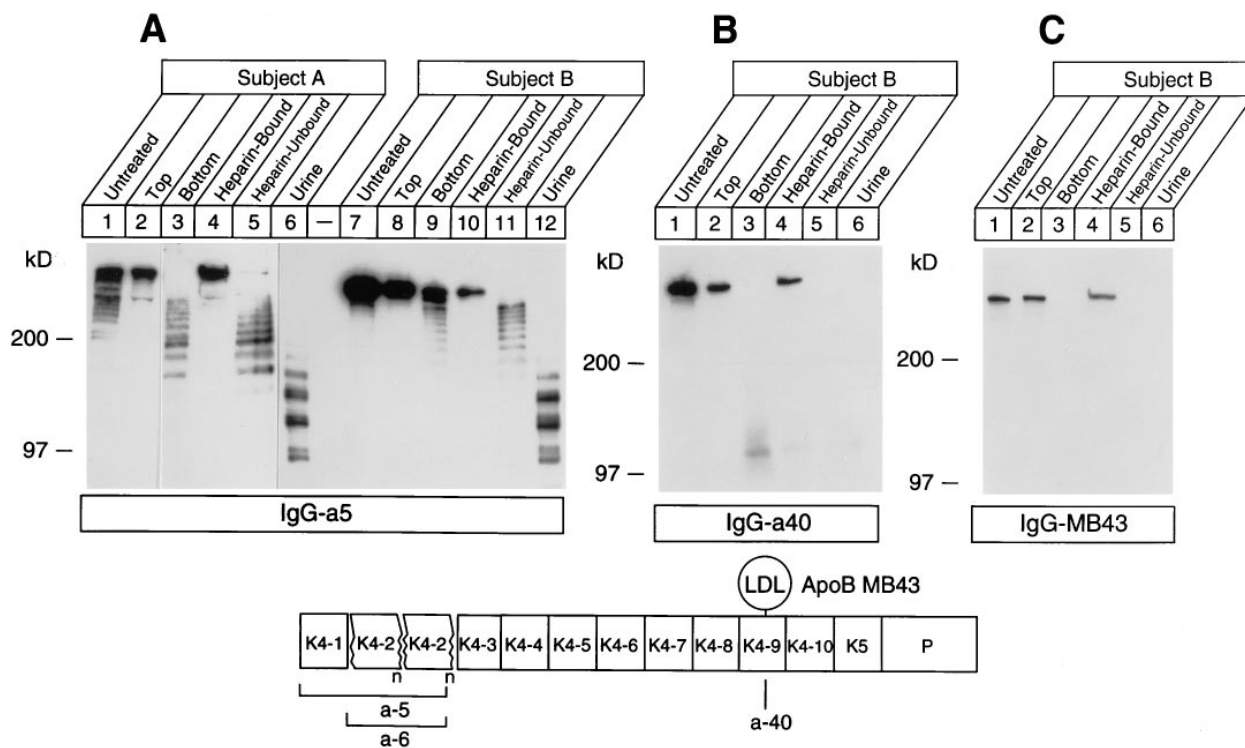 A
B
C
Subject A
Subject B
Subject B
Subject B
Untreated
Top
Bottom
Heparin-Bound
Heparin-Unbound
Urine
Untreated
Top
Bottom
Heparin-Bound
Heparin-Unbound
Urine
Untreated
Top
Bottom
Heparin-Bound
Heparin-Unbound
Urine
Untreated
Top
Bottom
Heparin-Bound
Heparin-Unbound
Urine
1 2 3 4 5 6 — 7 8 9 10 11 12
1 2 3 4 5 6
1 2 3 4 5 6
kD
200 —
97 —
kD
200 —
97 —
kD
200 —
97 —
IgG-a5
IgG-a40
IgG-MB43
LDL ApoB MB43
K4-1 K4-2 K4-2 K4-3 K4-4 K4-5 K4-6 K4-7 K4-8 K4-9 K4-10 K5 P
n n
a-5
a-6
a-40